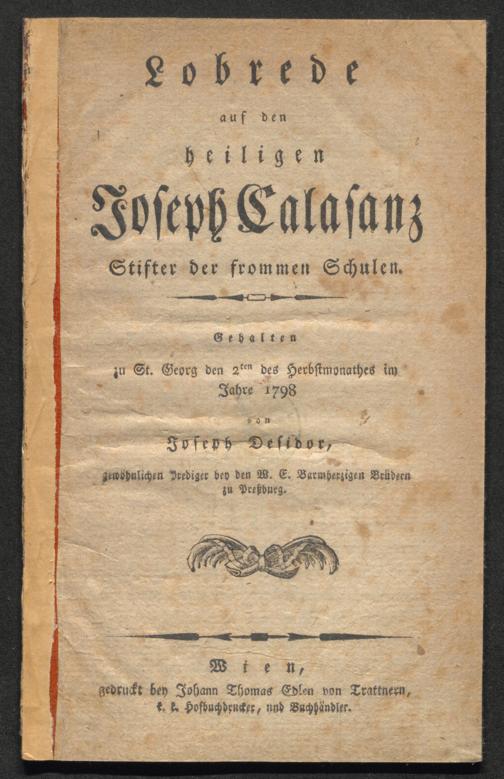 Lobrede
auf den
heiligen
Joseph Calasanz
Stifter der frommen Schulen.
Gehalten
zu St. Georg den 2ten des Herbstmonathes im
Jahre 1798
von
Joseph Desidor,
gewöhnlichen Prediger bey den W. E. Barmherzigen Brüdern
zu Preßburg.
Wien,
gedruckt bey Johann Thomas Edlen von Trattnern,
k. k. Hofbuchdrucker, und Buchhändler.